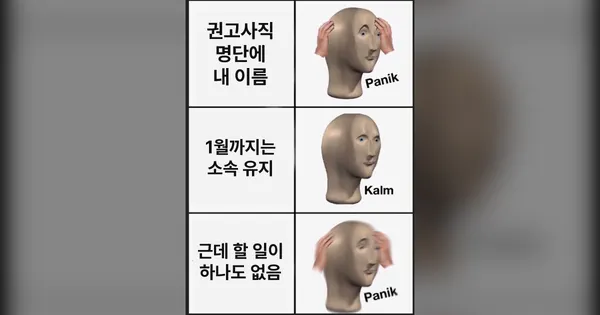 권고사직
명단에
내 이름
Panik
1월까지는
소속 유지
Kalm
근데 할 일이
하나도 없음
Panik